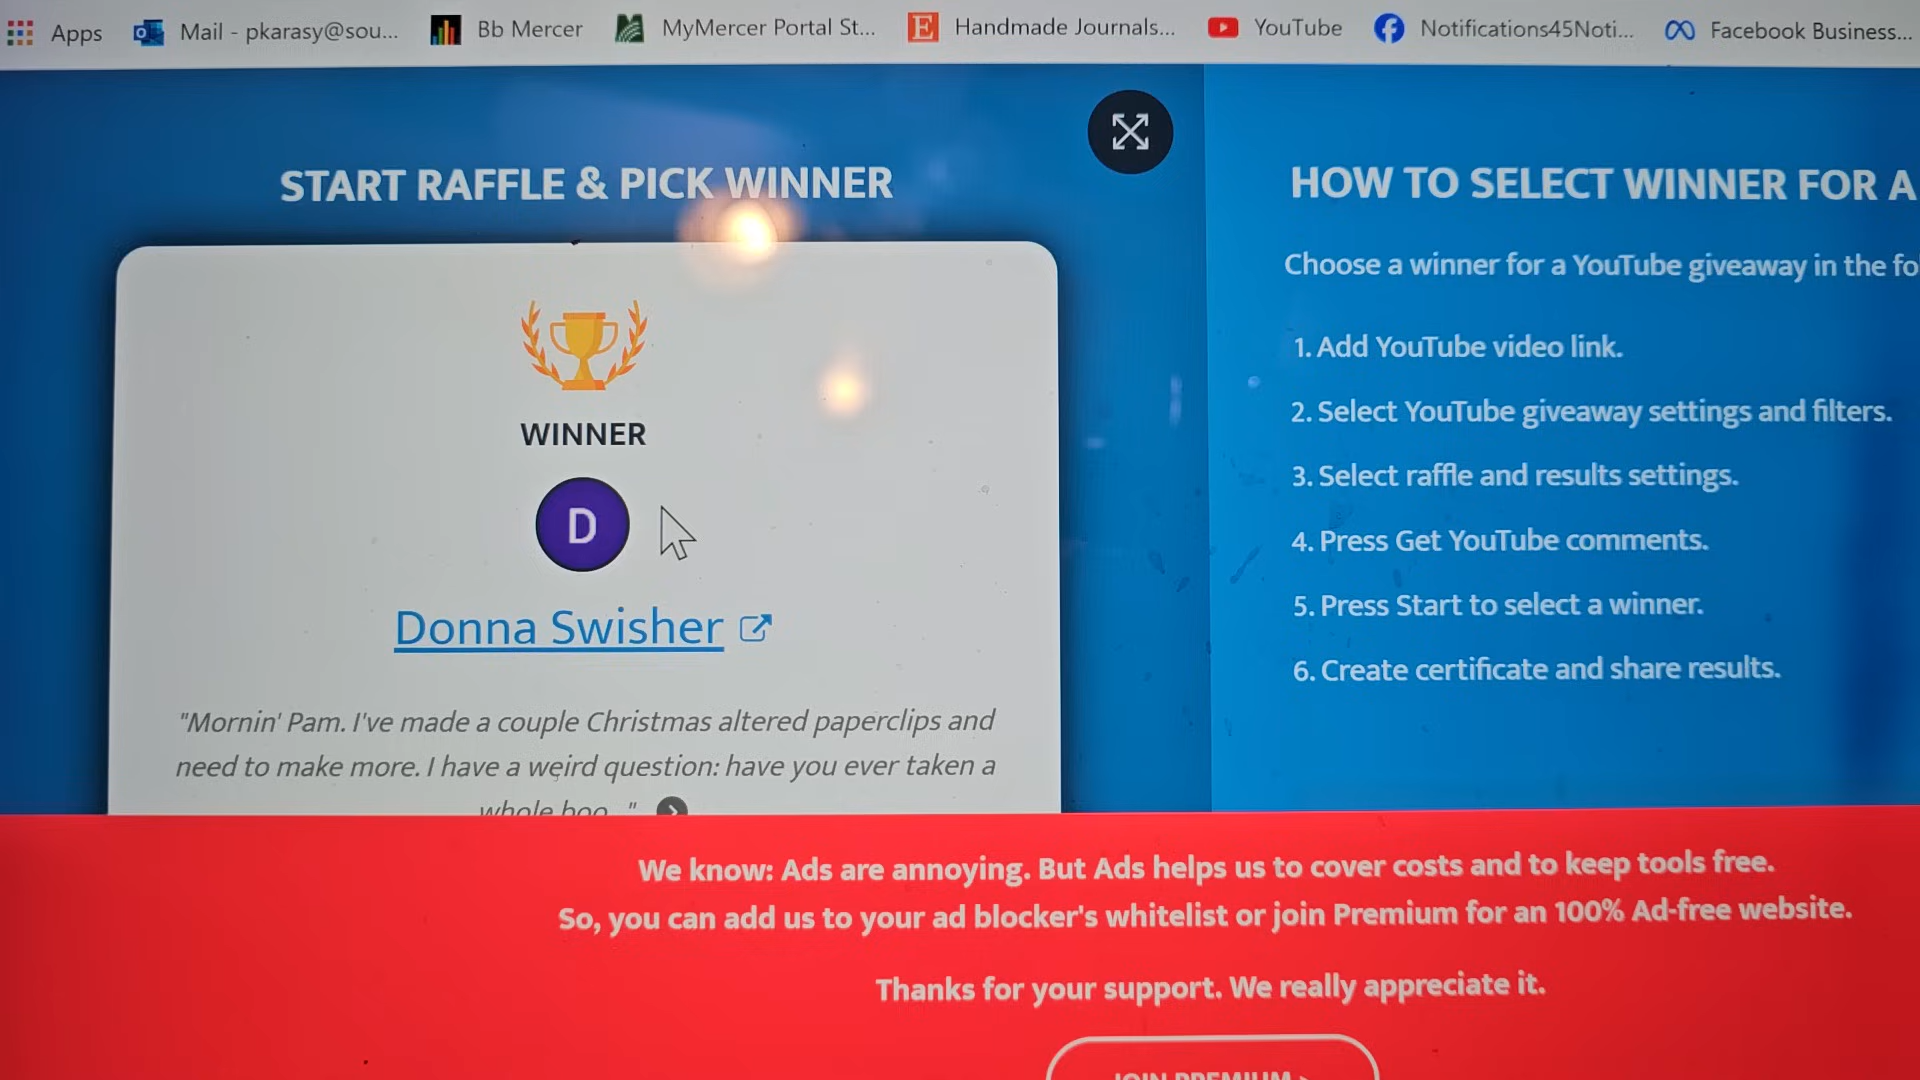 Apps
Mail - pkarasy@sou...
Bb Mercer
MyMercer Portal St...
E
Handmade Journals...
YouTube
Notifications45Noti...
Facebook Business...
START RAFFLE & PICK WINNER
WINNER
D
Donna Swisher
"Mornin' Pam. I've made a couple Christmas altered paperclips and
need to make more. I have a weird question: have you ever taken a
whole boo..."
HOW TO SELECT WINNER FOR A
Choose a winner for a YouTube giveaway in the fo
1. Add YouTube video link.
2. Select YouTube giveaway settings and filters.
3. Select raffle and results settings.
4. Press Get YouTube comments.
5. Press Start to select a winner.
6. Create certificate and share results.
We know: Ads are annoying. But Ads helps us to cover costs and to keep tools free.
So, you can add us to your ad blocker's whitelist or join Premium for an 100% Ad-free website.
Thanks for your support. We really appreciate it.
JOIN PREMIUM >